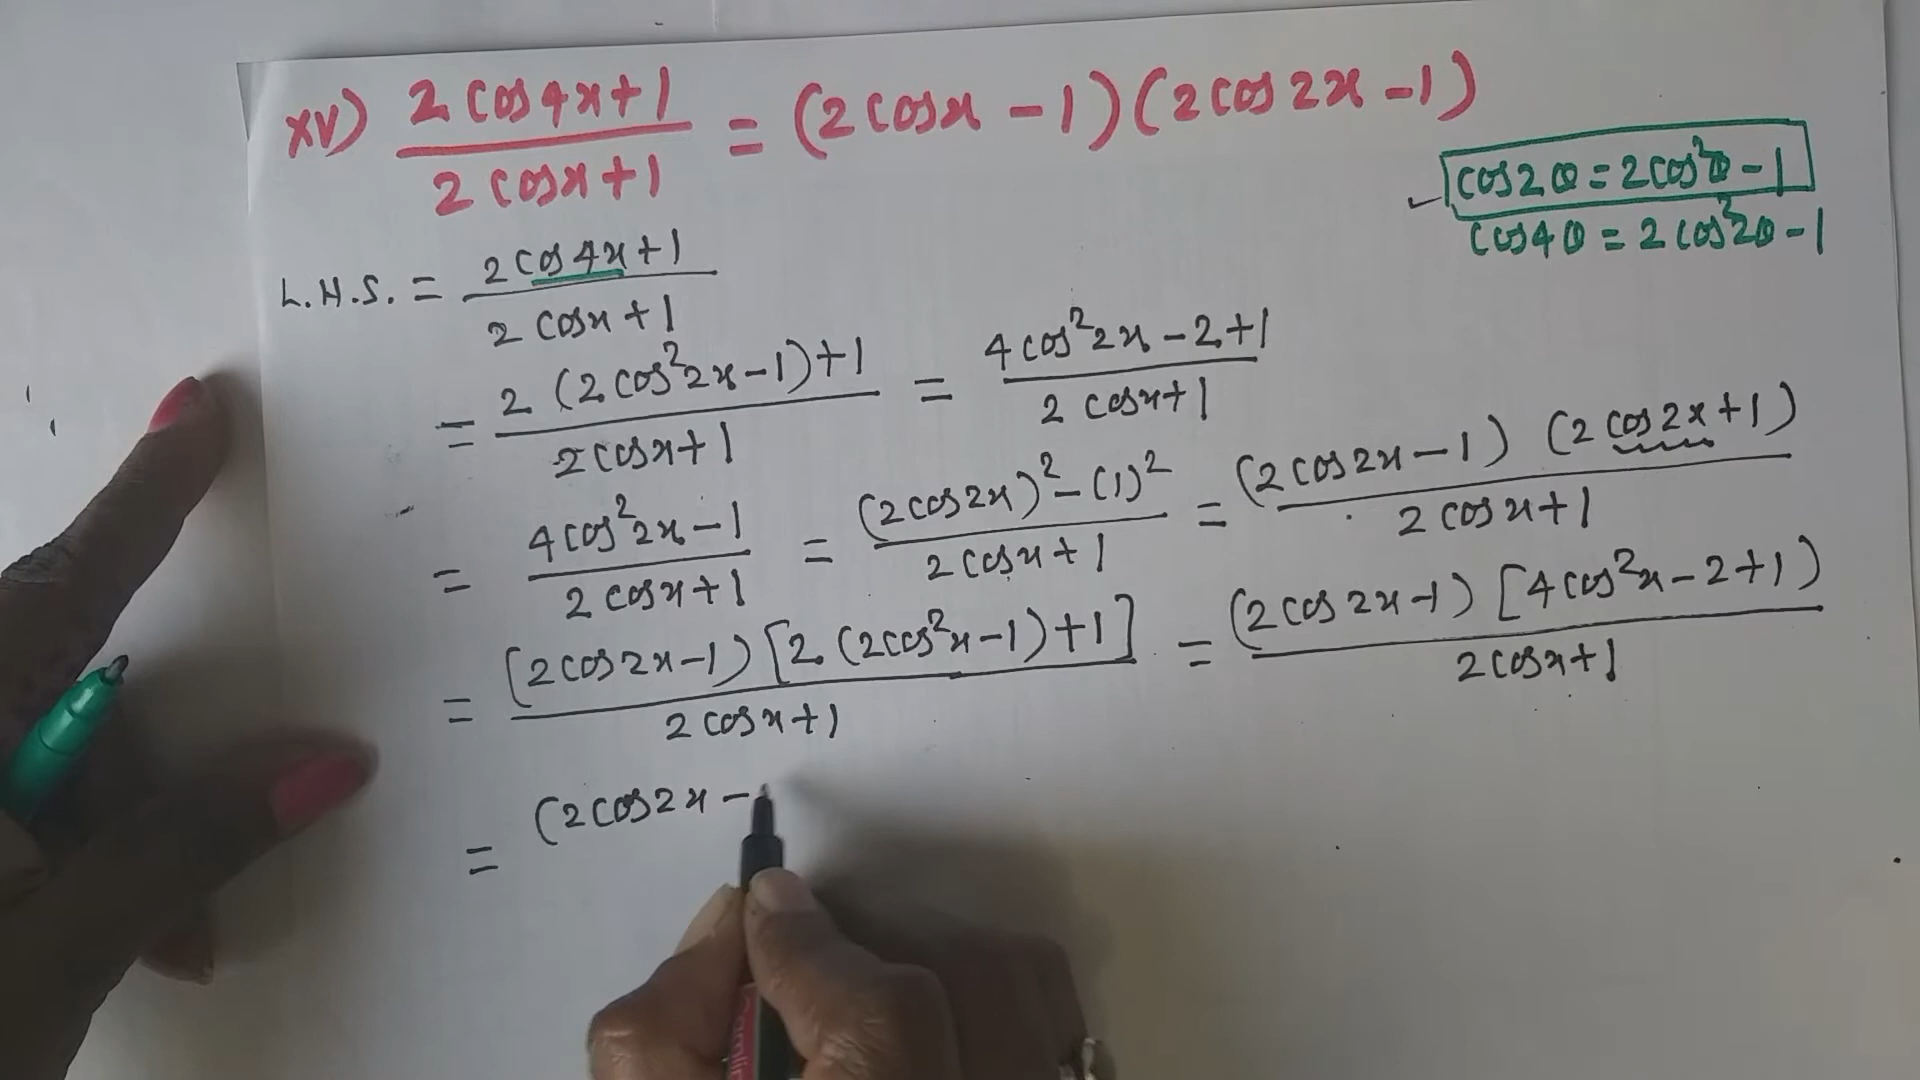 xv) (2cos4x+1)/(2cosx+1) = (2cosx-1)(2cos2x-1)
cos2θ=2cos²θ-1
cos4θ=2cos²2θ-1
L.H.S. = (2cos4x+1)/(2cosx+1)
= (2(2cos²2x-1)+1)/(2cosx+1) = (4cos²2x-2+1)/(2cosx+1)
= (4cos²2x-1)/(2cosx+1) = ((2cos2x)²-(1)²)/(2cosx+1) = ((2cos2x-1)(2cos2x+1))/(2cosx+1)
= ((2cos2x-1)[2(2cos²x-1)+1])/(2cosx+1) = ((2cos2x-1)[4cos²x-2+1))/(2cosx+1)
= (2cos2x-